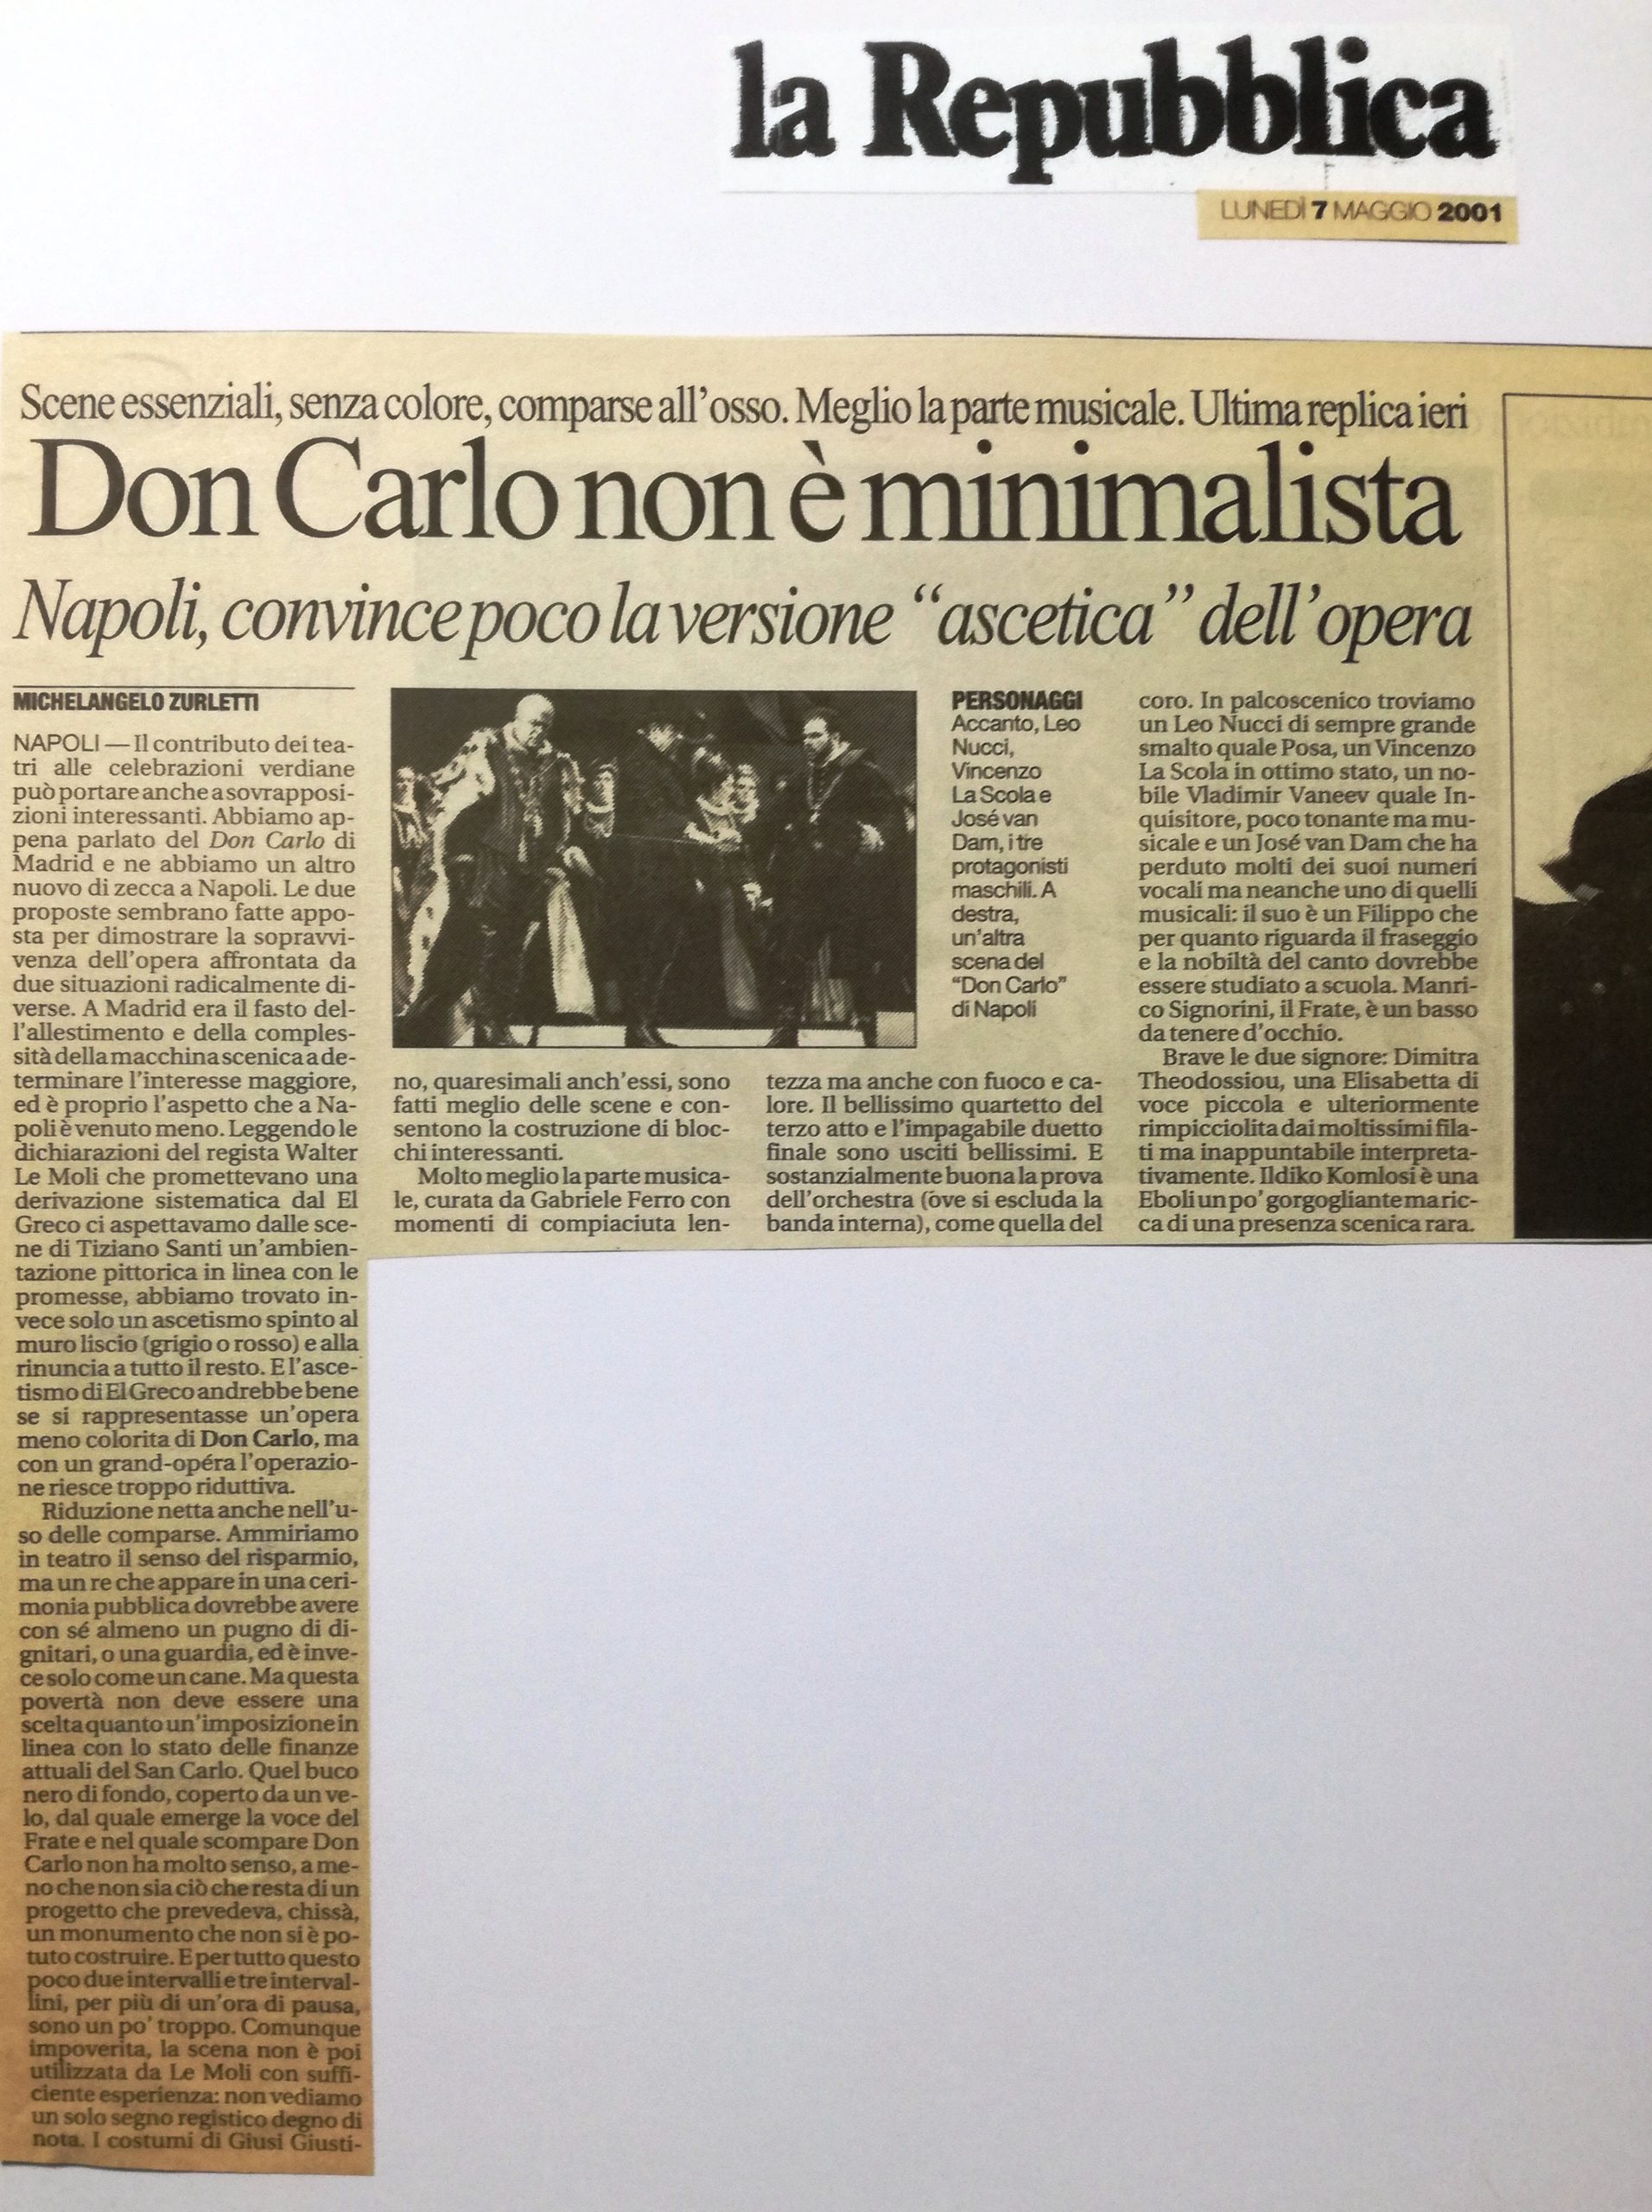 la Repubblica
LUNEDÌ 7 MAGGIO 2001
Scene essenziali, senza colore, comparse all'osso. Meglio la parte musicale. Ultima replica ieri
Don Carlo non è minimalista
Napoli, convince poco la versione “ascetica” dell'opera
MICHELANGELO ZURLETTI
NAPOLI — Il contributo dei tea-
tri alle celebrazioni verdiane
può portare anche a sovrapposi-
zioni interessanti. Abbiamo ap-
pena parlato del Don Carlo di
Madrid e ne abbiamo un altro
nuovo di zecca a Napoli. Le due
proposte sembrano fatte appo-
sta per dimostrare la sopravvi-
venza dell'opera affrontata da
due situazioni radicalmente di-
verse. A Madrid era il fasto del-
l'allestimento e della comples-
sità della macchina scenica a de-
terminare l'interesse maggiore,
ed è proprio l'aspetto che a Na-
poli è venuto meno. Leggendo le
dichiarazioni del regista Walter
Le Moli che promettevano una
derivazione sistematica dal El
Greco ci aspettavamo dalle sce-
ne di Tiziano Santi un'ambien-
tazione pittorica in linea con le
promesse, abbiamo trovato in-
vece solo un ascetismo spinto al
muro liscio (grigio o rosso) e alla
rinuncia a tutto il resto. E l'asce-
tismo di El Greco andrebbe bene
se si rappresentasse un'opera
meno colorita di Don Carlo, ma
con un grand-opéra l'operazio-
ne riesce troppo riduttiva.
Riduzione netta anche nell'u-
so delle comparse. Ammiriamo
in teatro il senso del risparmio,
ma un re che appare in una ceri-
monia pubblica dovrebbe avere
con sé almeno un pugno di di-
gnitari, o una guardia, ed è inve-
ce solo come un cane. Ma questa
povertà non deve essere una
scelta quanto un'imposizione in
linea con lo stato delle finanze
attuali del San Carlo. Quel buco
nero di fondo, coperto da un ve-
lo, dal quale emerge la voce del
Frate e nel quale scompare Don
Carlo non ha molto senso, a me-
no che non sia ciò che resta di un
progetto che prevedeva, chissà,
un monumento che non si è po-
tuto costruire. E per tutto questo
poco due intervalli e tre interval-
lini, per più di un'ora di pausa,
sono un po' troppo. Comunque
impoverita, la scena non è poi
utilizzata da Le Moli con suffi-
ciente esperienza: non vediamo
un solo segno registico degno di
nota. I costumi di Giusi Giusti-
no, quaresimali anch'essi, sono
fatti meglio delle scene e con-
sentono la costruzione di bloc-
chi interessanti.
Molto meglio la parte musica-
le, curata da Gabriele Ferro con
momenti di compiaciuta len-
tezza ma anche con fuoco e ca-
lore. Il bellissimo quartetto del
terzo atto e l'impagabile duetto
finale sono usciti bellissimi. E
sostanzialmente buona la prova
dell'orchestra (ove si escluda la
banda interna), come quella del
PERSONAGGI
Accanto, Leo
Nucci,
Vincenzo
La Scola e
José van
Dam, i tre
protagonisti
maschili. A
destra,
un'altra
scena del
“Don Carlo”
di Napoli
coro. In palcoscenico troviamo
un Leo Nucci di sempre grande
smalto quale Posa, un Vincenzo
La Scola in ottimo stato, un no-
bile Vladimir Vaneev quale In-
quisitore, poco tonante ma mu-
sicale e un José van Dam che ha
perduto molti dei suoi numeri
vocali ma neanche uno di quelli
musicali: il suo è un Filippo che
per quanto riguarda il fraseggio
e la nobiltà del canto dovrebbe
essere studiato a scuola. Manri-
co Signorini, il Frate, è un basso
da tenere d'occhio.
Brave le due signore: Dimitra
Theodossiou, una Elisabetta di
voce piccola e ulteriormente
rimpicciolita dai moltissimi fila-
ti ma inappuntabile interpreta-
tivamente. Ildiko Komlosi è una
Eboli un po' gorgogliante ma ric-
ca di una presenza scenica rara.